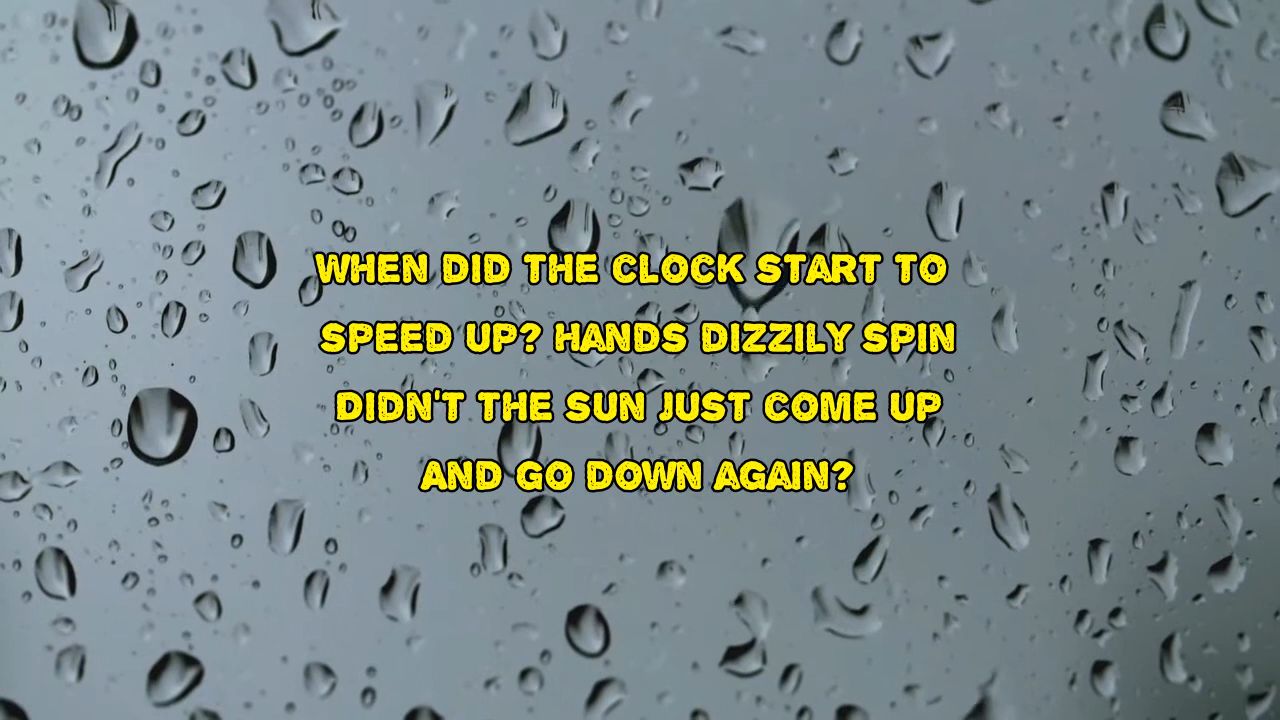 WHEN DID THE CLOCK START TO
SPEED UP? HANDS DIZZILY SPIN
DIDN'T THE SUN JUST COME UP
AND GO DOWN AGAIN?